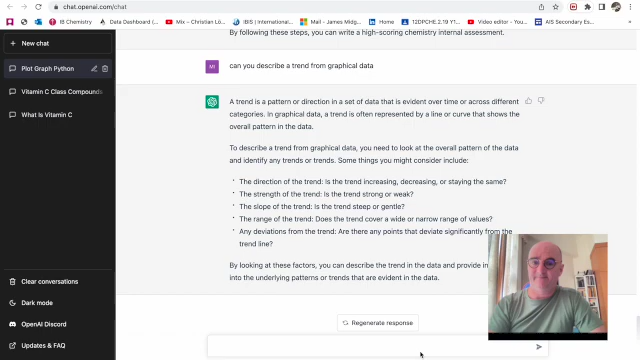 chat.openai.com/chat
IB Chemistry
Data Dashboard
Mix – Christian Lö...
iBIS | International...
Mail - James Midg...
12DPCHE.2.19 Y1...
Video editor - yout...
AIS Secondary Es...
New chat
Plot Graph Python
Vitamin C Class Compounds
What Is Vitamin C
Clear conversations
Dark mode
OpenAI Discord
Updates & FAQ
By following these steps, you can write a high-scoring chemistry internal assessment.
MI
can you describe a trend from graphical data
A trend is a pattern or direction in a set of data that is evident over time or across different
categories. In graphical data, a trend is often represented by a line or curve that shows the
overall pattern in the data.
To describe a trend from graphical data, you need to look at the overall pattern of the data
and identify any trends or trends. Some things you might consider include:
• The direction of the trend: Is the trend increasing, decreasing, or staying the same?
• The strength of the trend: Is the trend strong or weak?
• The slope of the trend: Is the trend steep or gentle?
• The range of the trend: Does the trend cover a wide or narrow range of values?
• Any deviations from the trend: Are there any points that deviate significantly from the
trend line?
By looking at these factors, you can describe the trend in the data and provide
into the underlying patterns or trends that are evident in the data.
Regenerate response